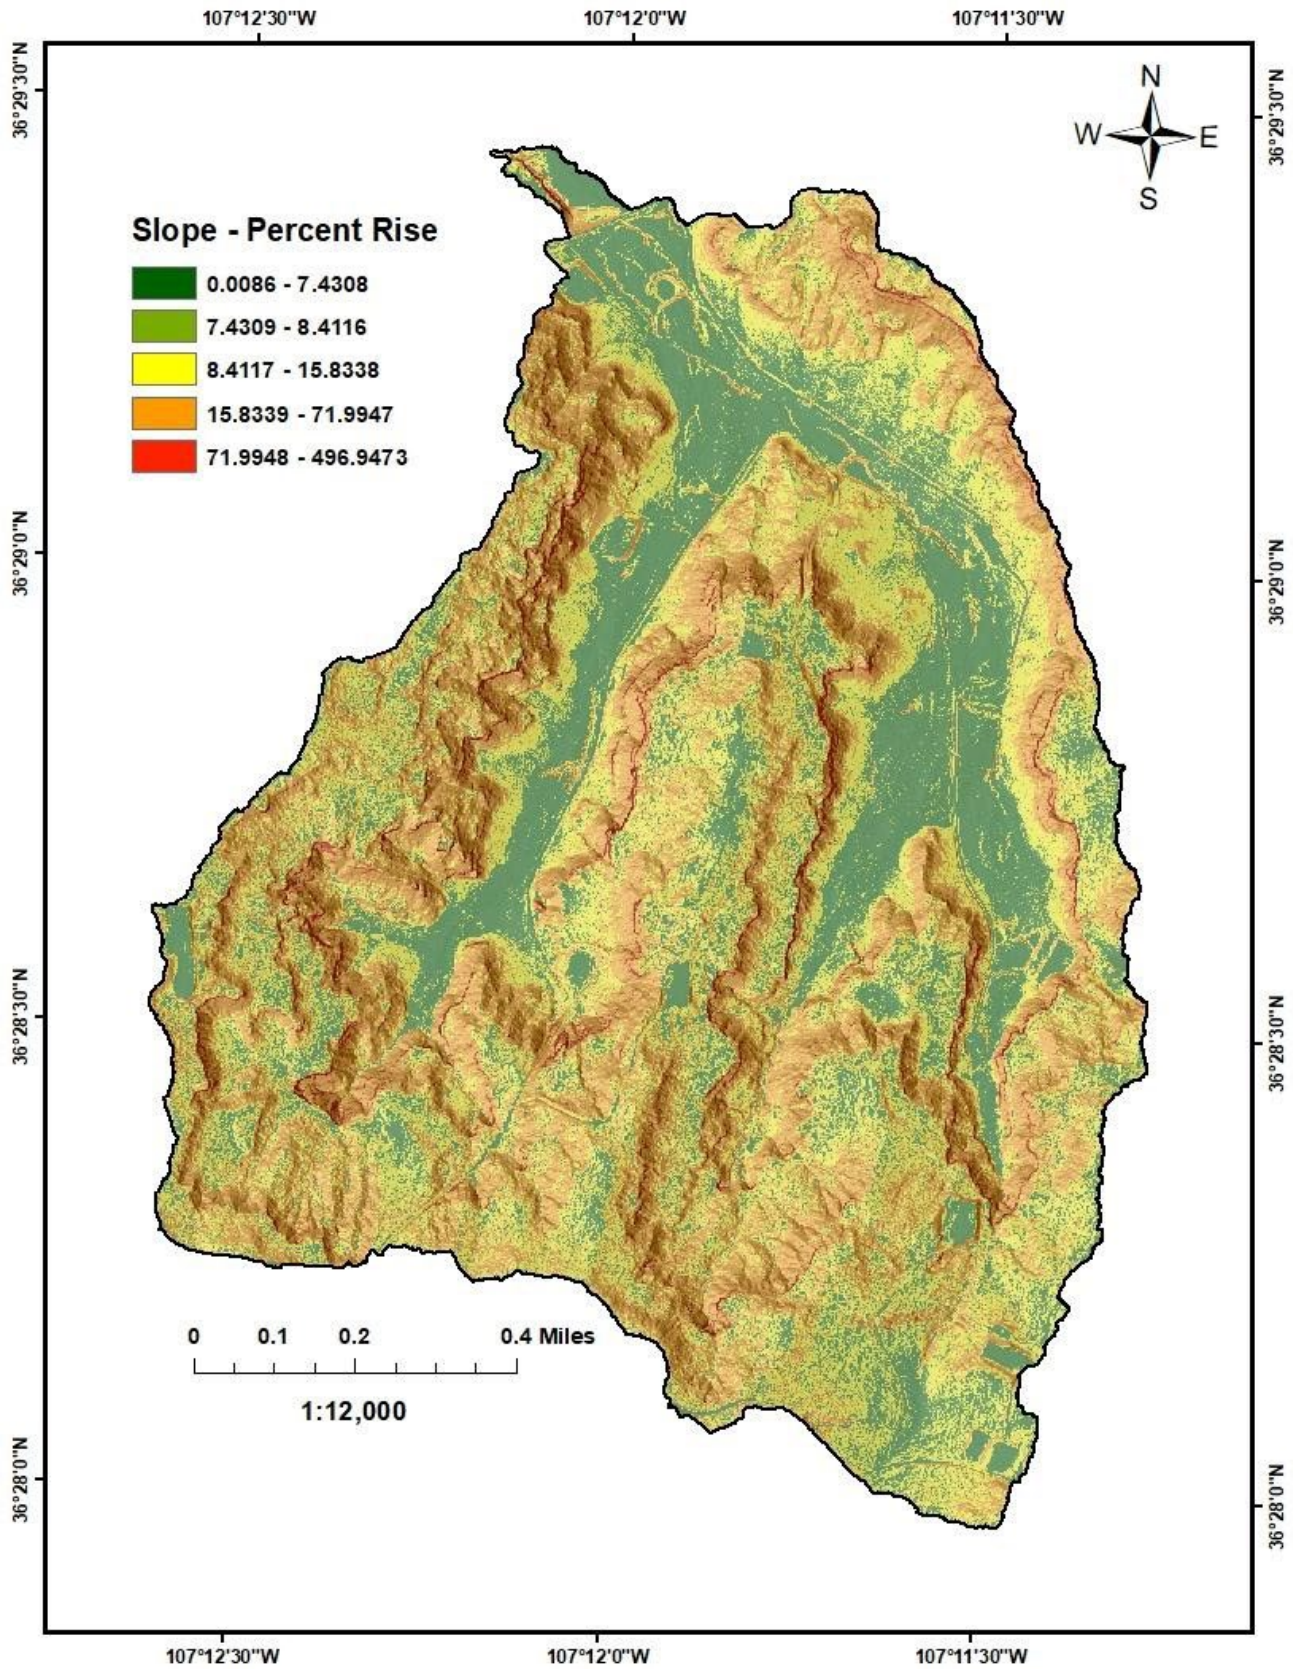 107°12'30"W
107°12'0"W
107°11'30"W
36°29'30"N
36°29'30"N
N
W
E
S
Slope - Percent Rise
0.0086 - 7.4308
7.4309 - 8.4116
8.4117 - 15.8338
15.8339 - 71.9947
71.9948 - 496.9473
36°29'0"N
36°29'0"N
36°28'30"N
36°28'30"N
0 0.1 0.2 0.4 Miles
1:12,000
36°28'0"N
36°28'0"N
107°12'30"W
107°12'0"W
107°11'30"W